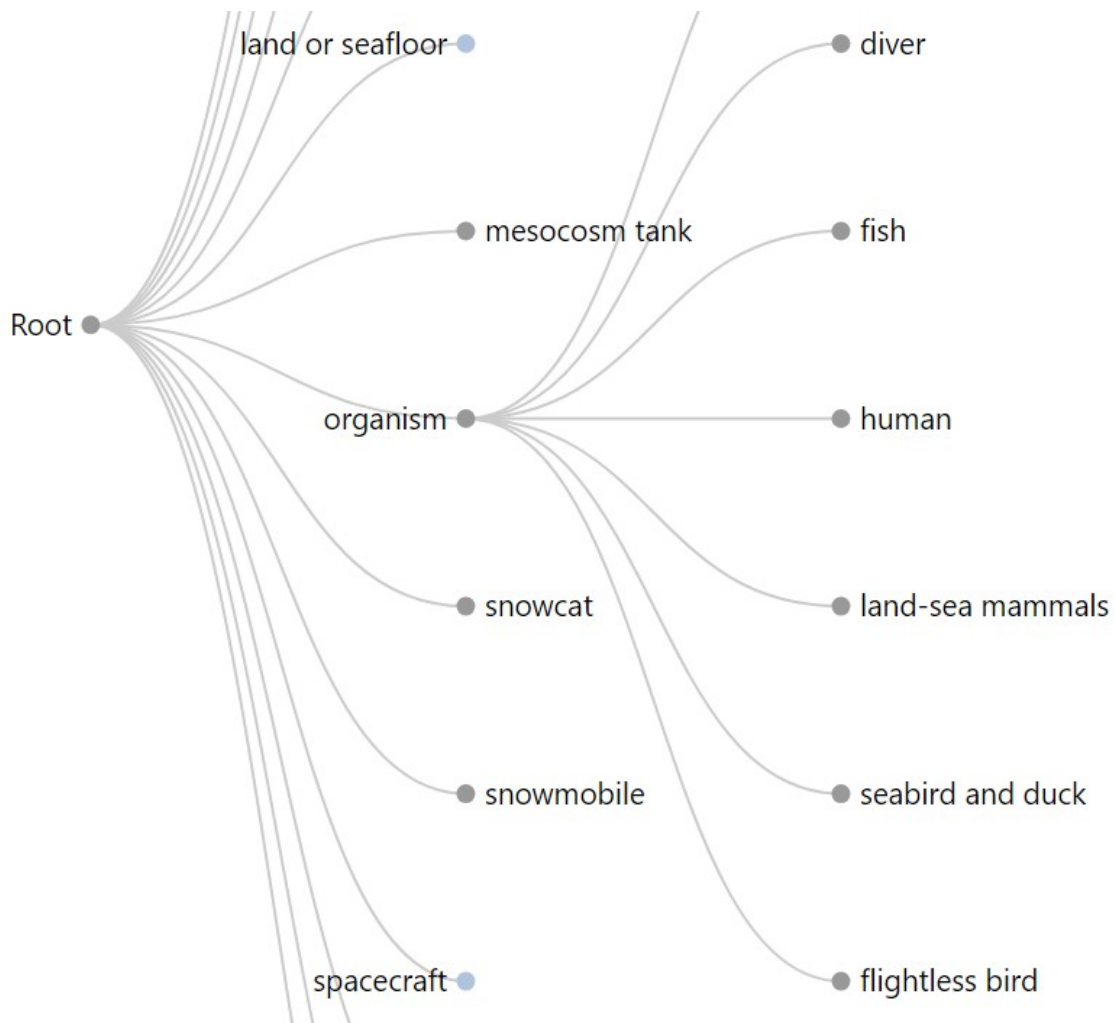 land or seafloor
diver
mesocosm tank
fish
Root
organism
human
snowcat
land-sea mammals
snowmobile
seabird and duck
spacecraft
flightless bird